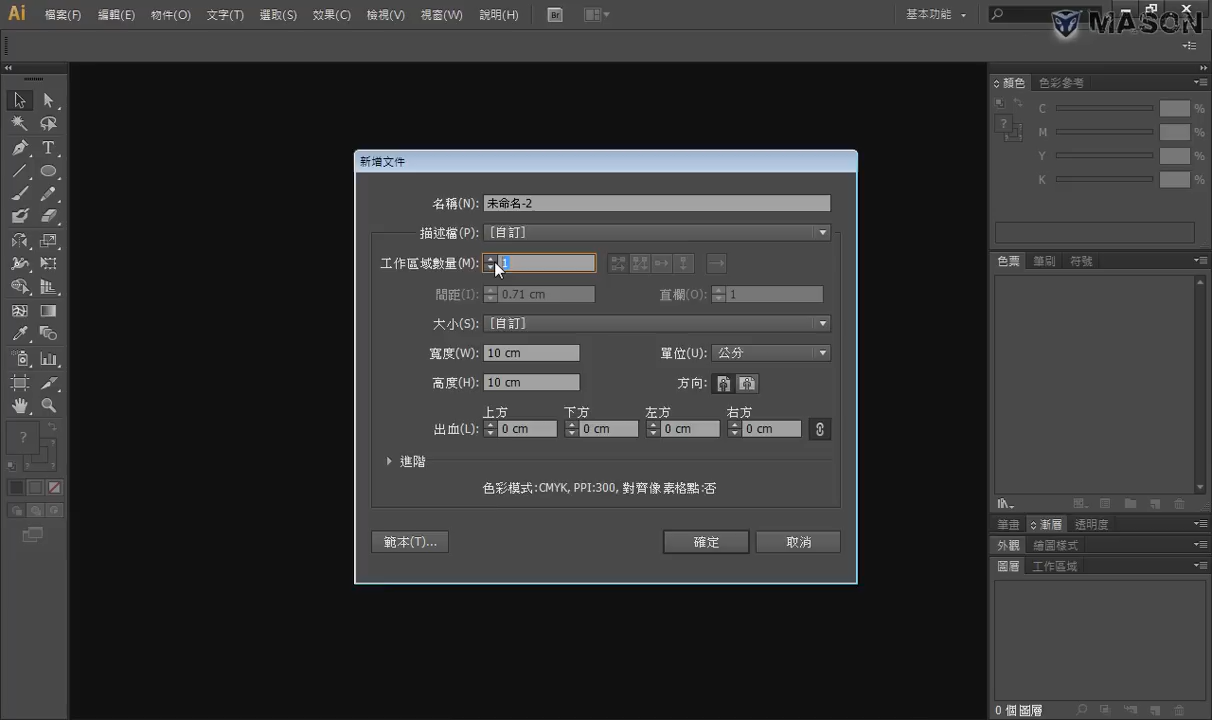 Ai 檔案(F) 編輯(E) 物件(O) 文字(T) 選取(S) 效果(C) 檢視(V) 視窗(W) 說明(H) Br 基本功能
MASON
顏色 色彩參考
C %
M %
Y %
K %
新增文件
名稱(N): 未命名-2
描述檔(P): [自訂]
工作區域數量(M): 1
間距(I): 0.71 cm 直欄(O): 1
大小(S): [自訂]
寬度(W): 10 cm 單位(U): 公分
高度(H): 10 cm 方向:
上方 下方 左方 右方
出血(L): 0 cm 0 cm 0 cm 0 cm
進階
色彩模式:CMYK, PPI:300, 對齊像素格點:否
範本(T)... 確定 取消
色票 筆刷 符號
筆畫 漸層 透明度
外觀 繪圖樣式
圖層 工作區域
0 個圖層